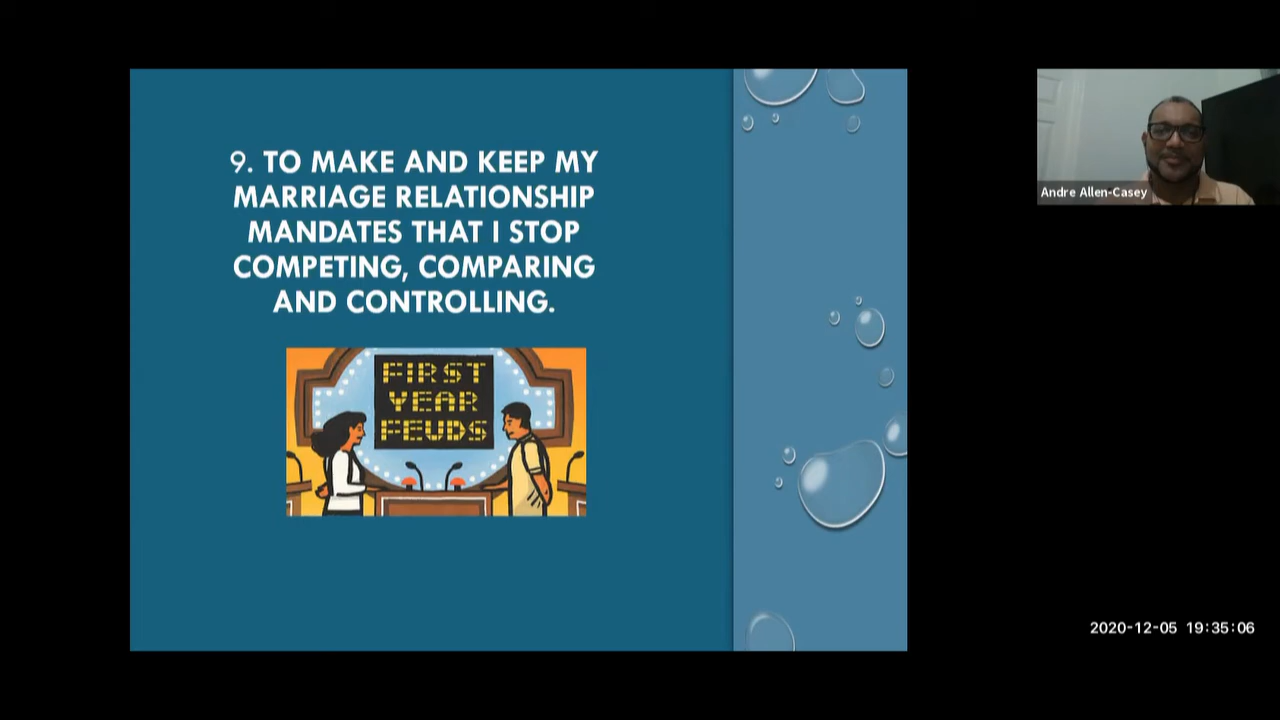 9. TO MAKE AND KEEP MY
MARRIAGE RELATIONSHIP
MANDATES THAT I STOP
COMPETING, COMPARING
AND CONTROLLING.
FIRST
YEAR
FEUDS
Andre Allen-Casey
2020-12-05 19:35:06